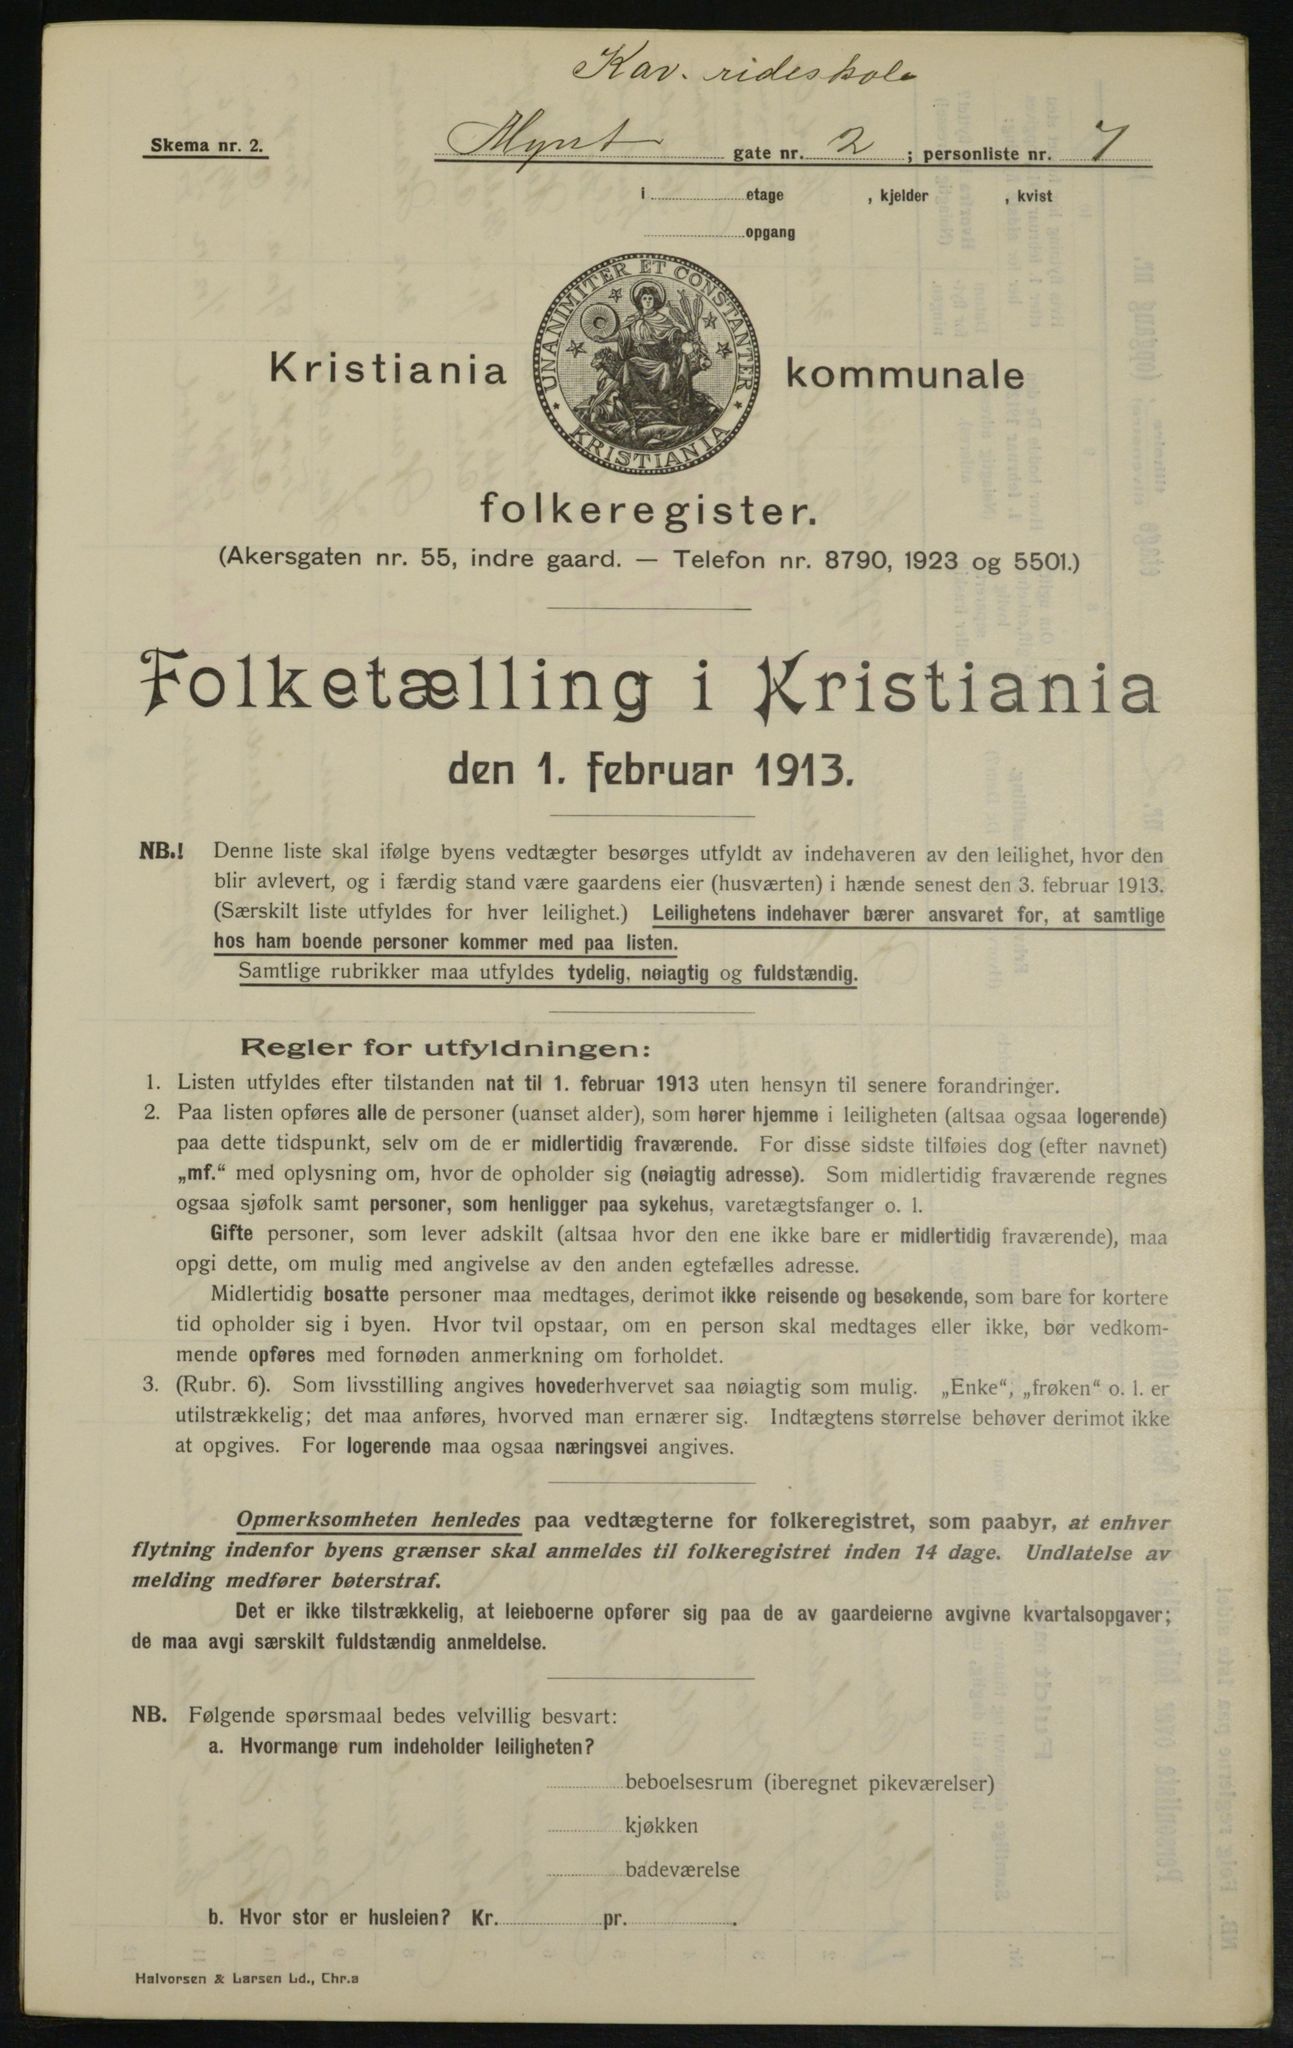 Kav. rideskole
Skema nr. 2.
Mynt gate nr. 2 ; personliste nr. 7
i etage , kjelder , kvist
opgang
UNANIMITER ET CONSTANTER
KRISTIANIA
Kristiania kommunale
folkeregister.
(Akersgaten nr. 55, indre gaard. — Telefon nr. 8790, 1923 og 5501.)
Folketælling i Kristiania
den 1. februar 1913.
NB.! Denne liste skal ifølge byens vedtægter besørges utfyldt av indehaveren av den leilighet, hvor den
blir avlevert, og i færdig stand være gaardens eier (husværten) i hænde senest den 3. februar 1913.
(Særskilt liste utfyldes for hver leilighet.) Leilighetens indehaver bærer ansvaret for, at samtlige
hos ham boende personer kommer med paa listen.
Samtlige rubrikker maa utfyldes tydelig, nøiagtig og fuldstændig.
Regler for utfyldningen:
1. Listen utfyldes efter tilstanden nat til 1. februar 1913 uten hensyn til senere forandringer.
2. Paa listen opføres alle de personer (uanset alder), som hører hjemme i leiligheten (altsaa ogsaa logerende)
paa dette tidspunkt, selv om de er midlertidig fraværende. For disse sidste tilføies dog (efter navnet)
„mf.“ med oplysning om, hvor de opholder sig (nøiagtig adresse). Som midlertidig fraværende regnes
ogsaa sjøfolk samt personer, som henligger paa sykehus, varetægtsfanger o. l.
Gifte personer, som lever adskilt (altsaa hvor den ene ikke bare er midlertidig fraværende), maa
opgi dette, om mulig med angivelse av den anden egtefælles adresse.
Midlertidig bosatte personer maa medtages, derimot ikke reisende og besøkende, som bare for kortere
tid opholder sig i byen. Hvor tvil opstaar, om en person skal medtages eller ikke, bør vedkom-
mende opføres med fornøden anmerkning om forholdet.
3. (Rubr. 6). Som livsstilling angives hovederhvervet saa nøiagtig som mulig. „Enke“, „frøken“ o. l. er
utilstrækkelig; det maa anføres, hvorved man ernærer sig. Indtægtens størrelse behøver derimot ikke
at opgives. For logerende maa ogsaa næringsvei angives.
Opmerksomheten henledes paa vedtægterne for folkeregistret, som paabyr, at enhver
flytning indenfor byens grænser skal anmeldes til folkeregistret inden 14 dage. Undlatelse av
melding medfører bøterstraf.
Det er ikke tilstrækkelig, at leieboerne opfører sig paa de av gaardeierne avgivne kvartalsopgaver;
de maa avgi særskilt fuldstændig anmeldelse.
NB. Følgende spørsmaal bedes velvillig besvart:
a. Hvormange rum indeholder leiligheten?
beboelsesrum (iberegnet pikeværelser)
kjøkken
badeværelse
b. Hvor stor er husleien? Kr. pr. .
Halvorsen & Larsen Ld., Chr.a